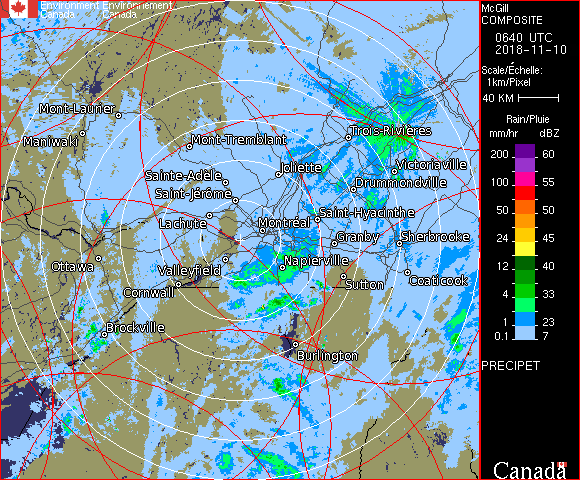 Environment Environnement
Canada Canada
McGill
COMPOSITE
0640 UTC
2018-11-10
Scale/Échelle:
1km/Pixel
40 KM
Rain/Pluie
mm/hr dBZ
200 60
100 55
50 50
24 45
12 40
4 33
1 23
0.1 7
PRECIPET
Canada
Mont-Laurier
Maniwaki
Mont-Tremblant
Trois-Rivières
Joliette
Victoriaville
Sainte-Adèle
Drummondville
Saint-Jérôme
Saint-Hyacinthe
Lachute
Montréal
Granby
Sherbrooke
Ottawa
Valleyfield
Napierville
Sutton
Coaticook
Cornwall
Brockville
Burlington